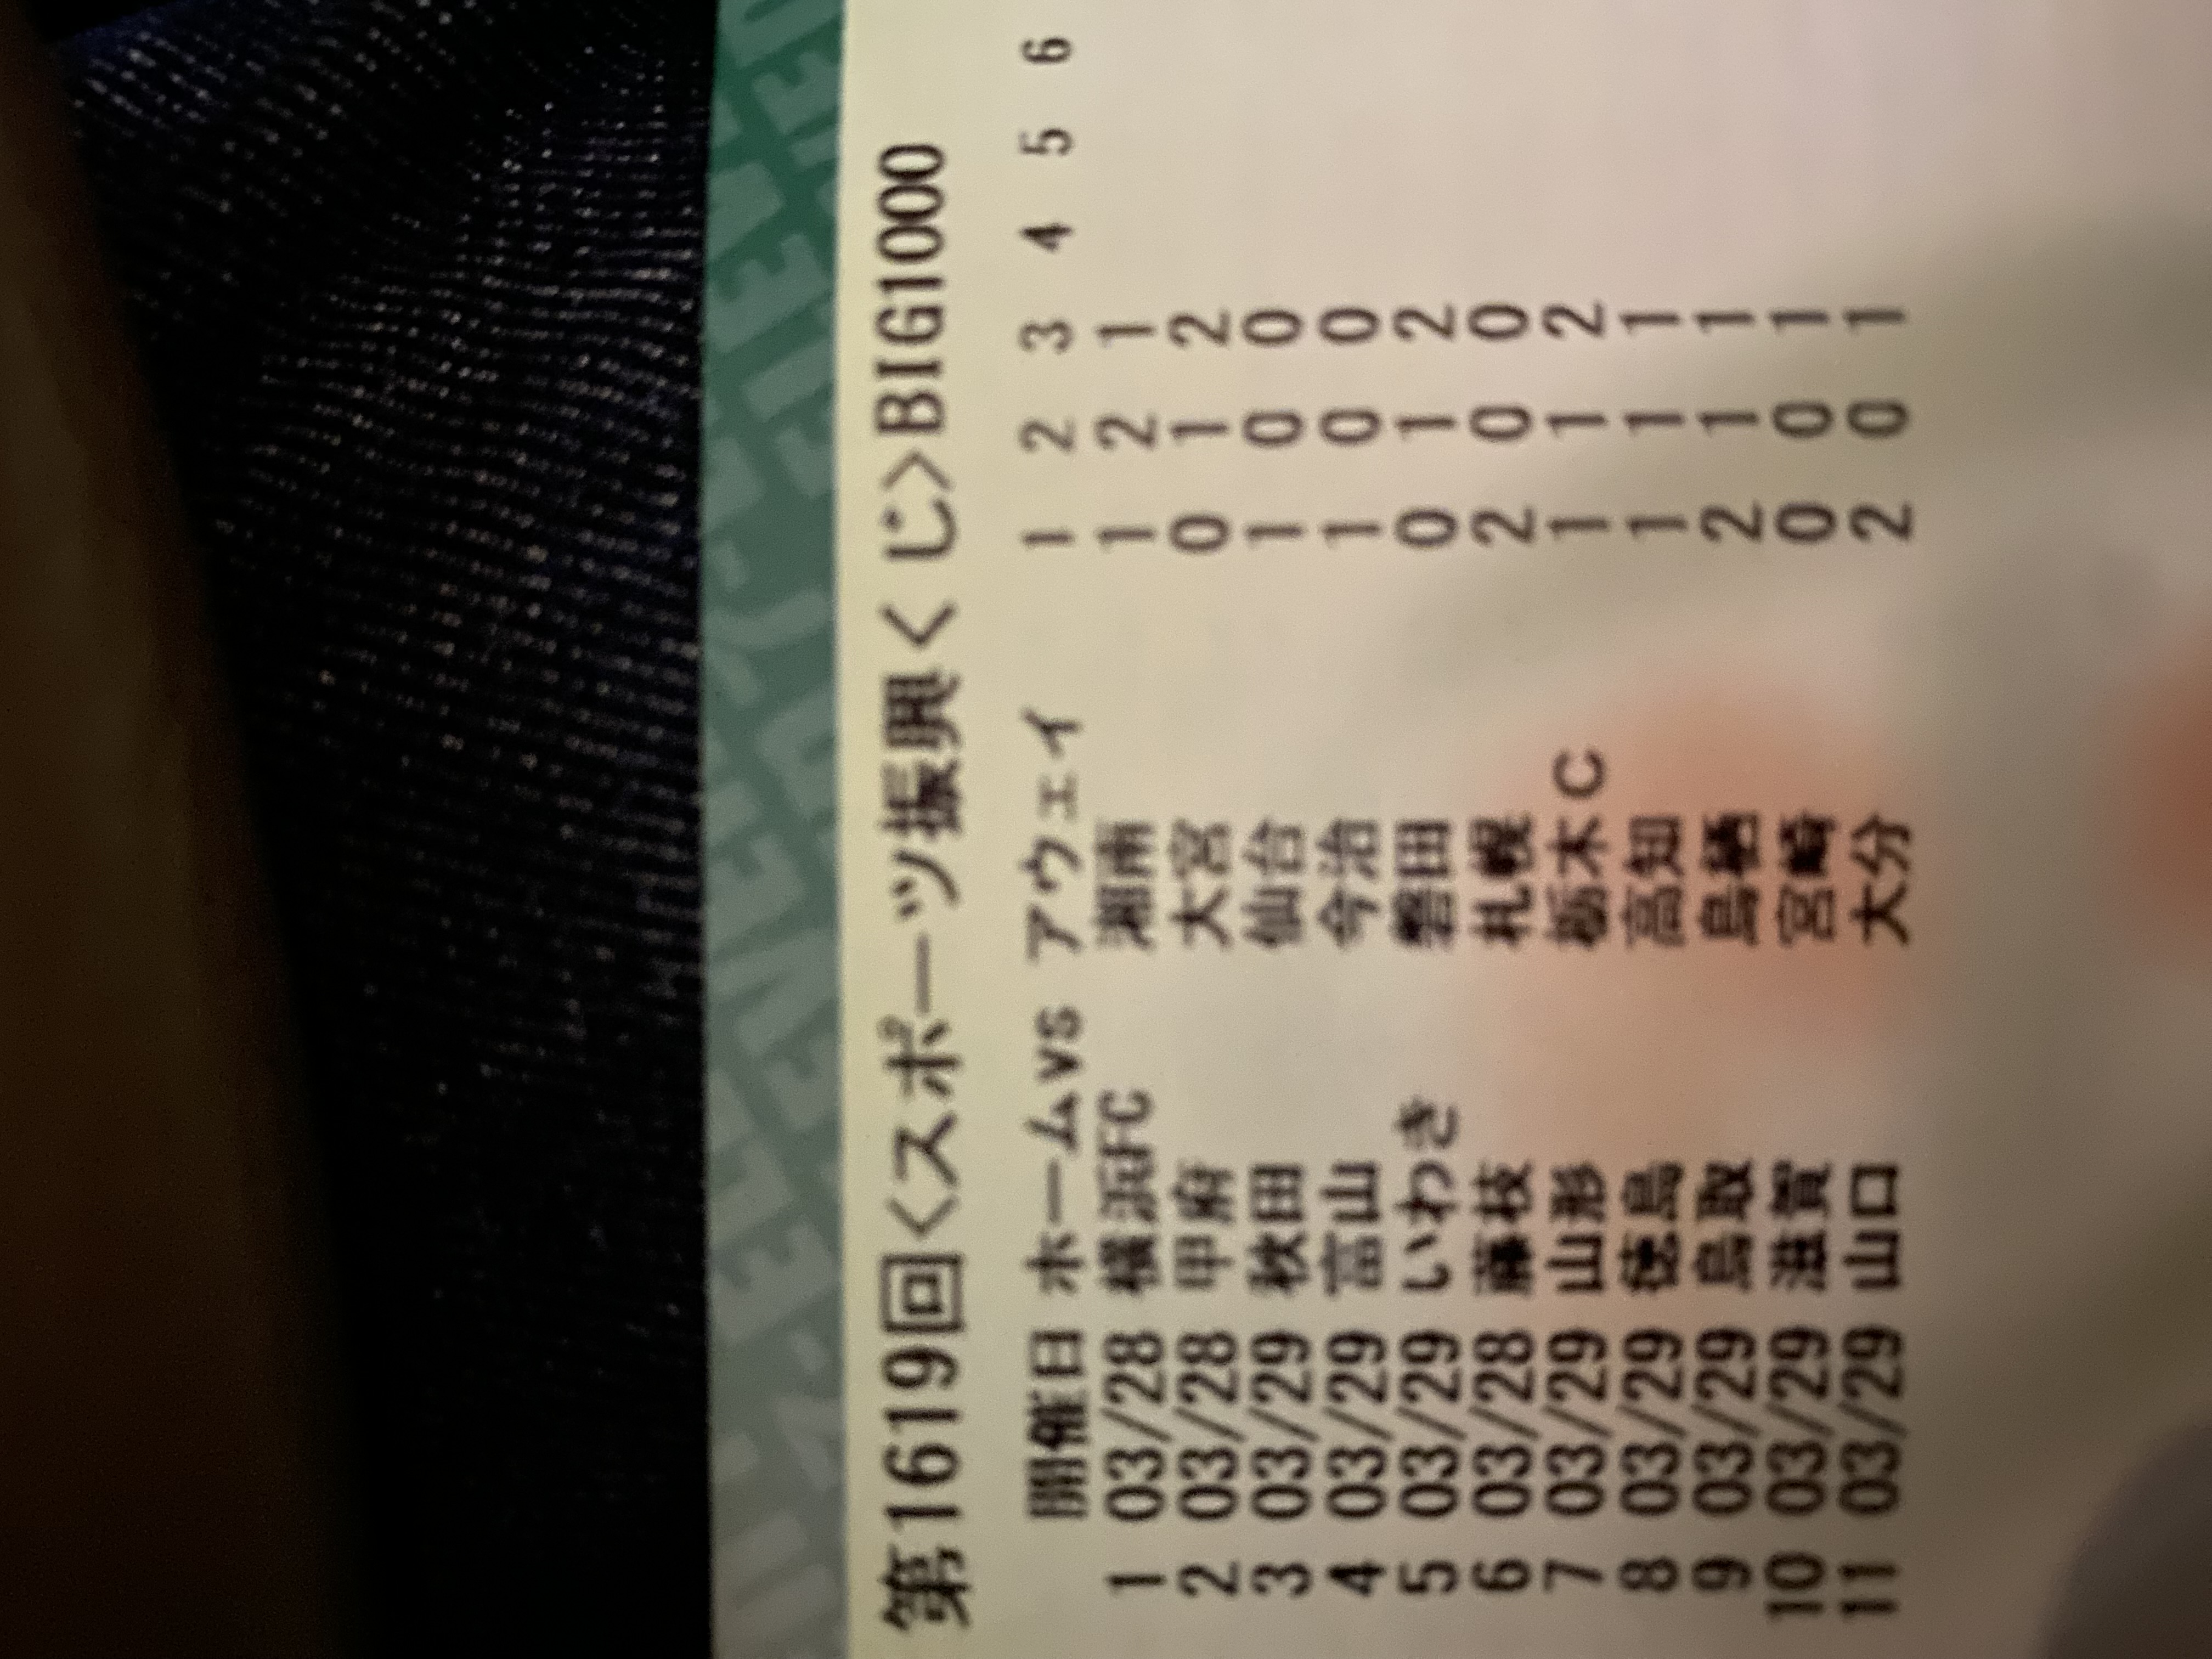 第1619回<スポーツ振興くじ>BIG1000
開催日 ホームvs アウェイ 1 2 3 4 5 6
1 03/28 横浜FC 湘南 1 2 1
2 03/28 甲府 大宮 0 1 2
3 03/29 秋田 仙台 1 0 0
4 03/29 富山 今治 1 0 0
5 03/29 いわき 磐田 0 1 2
6 03/28 藤枝 札幌 2 0 0
7 03/29 山形 栃木C 1 1 2
8 03/29 徳島 高知 1 1 1
9 03/29 鳥取 鳥栖 2 1 1
10 03/29 滋賀 宮崎 0 0 1
11 03/29 山口 大分 2 0 1